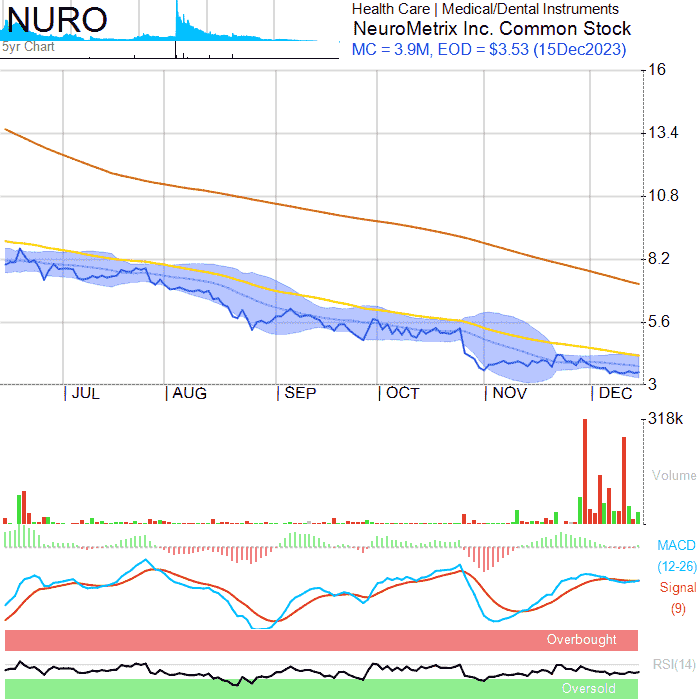 NURO
5yr Chart
Health Care | Medical/Dental Instruments
NeuroMetrix Inc. Common Stock
MC = 3.9M, EOD = $3.53 (15Dec2023)
16
13.4
10.8
8.2
5.6
3
JUL
AUG
SEP
OCT
NOV
DEC
318k
Volume
MACD
(12-26)
Signal
(9)
Overbought
RSI(14)
Oversold